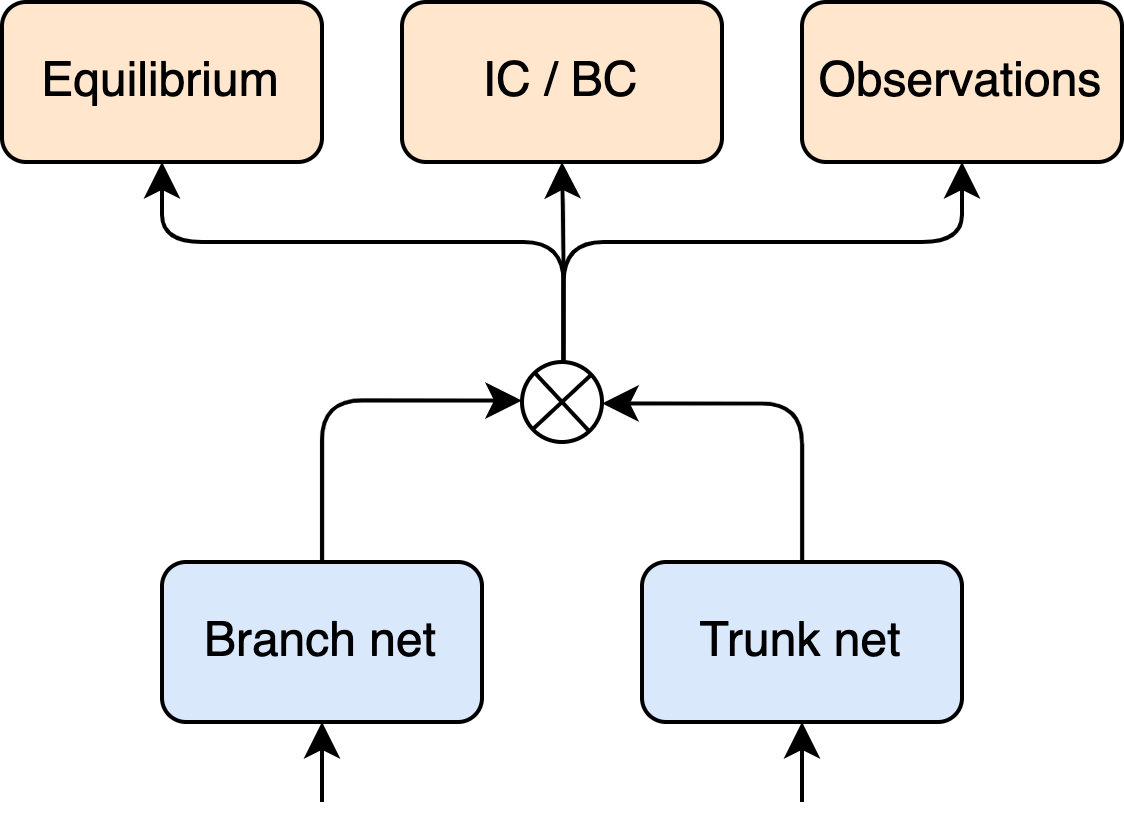 Equilibrium
IC / BC
Observations
Branch net
Trunk net